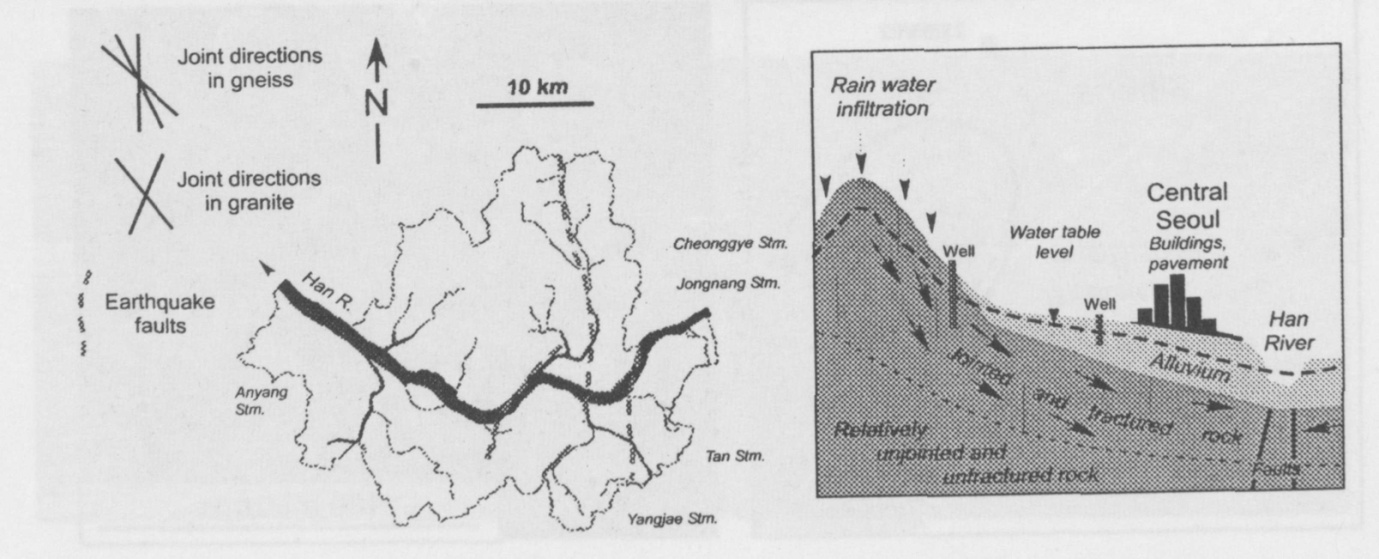 Joint directions
in gneiss
N
10 km
Joint directions
in granite
Earthquake
faults
Han R.
Cheonggye Stm.
Jongnang Stm.
Anyang
Stm.
Tan Stm.
Yangjae Stm.
Rain water
infiltration
Well
Water table
level
Well
Central
Seoul
Buildings,
pavement
Han
River
Alluvium
Jointed and fractured rock
Relatively
unjointed and
unfractured rock
Faults